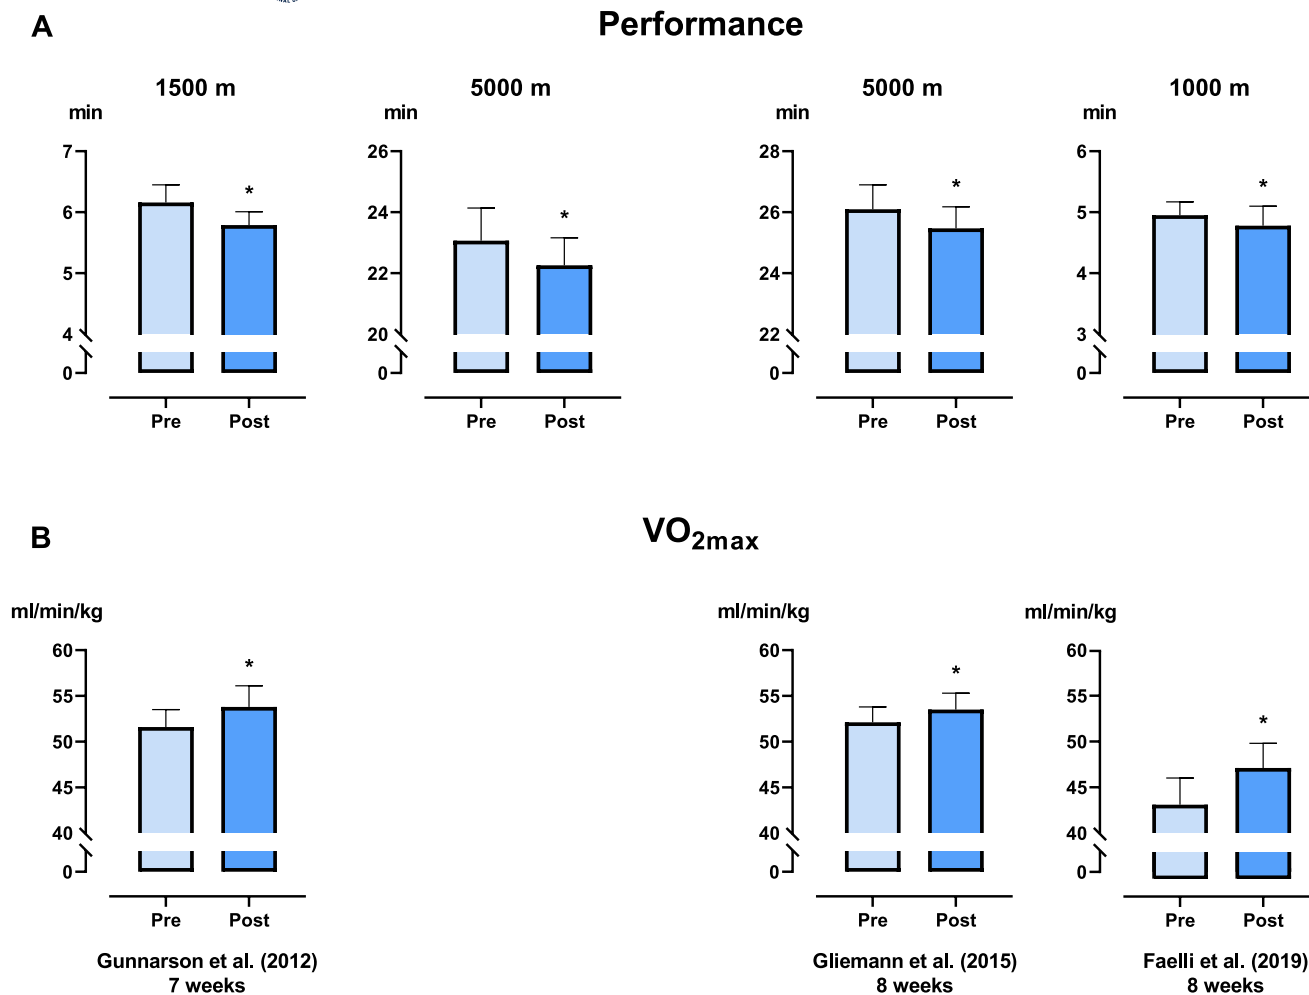 A
Performance
1500 m
5000 m
5000 m
1000 m
min
min
min
min
7
6
5
4
0
26
24
22
20
0
28
26
24
22
0
6
5
4
3
0
*
*
*
*
Pre Post
Pre Post
Pre Post
Pre Post
B
VO2max
ml/min/kg
ml/min/kg
ml/min/kg
60
55
50
45
40
0
60
55
50
45
40
0
60
55
50
45
40
0
*
*
*
Pre Post
Pre Post
Pre Post
Gunnarson et al. (2012)
7 weeks
Gliemann et al. (2015)
8 weeks
Faelli et al. (2019)
8 weeks